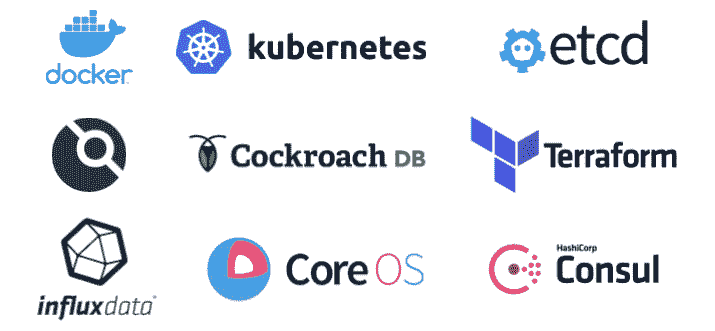 docker
kubernetes
etcd
Cockroach DB
Terraform
influxdata
Core OS
HashiCorp
Consul